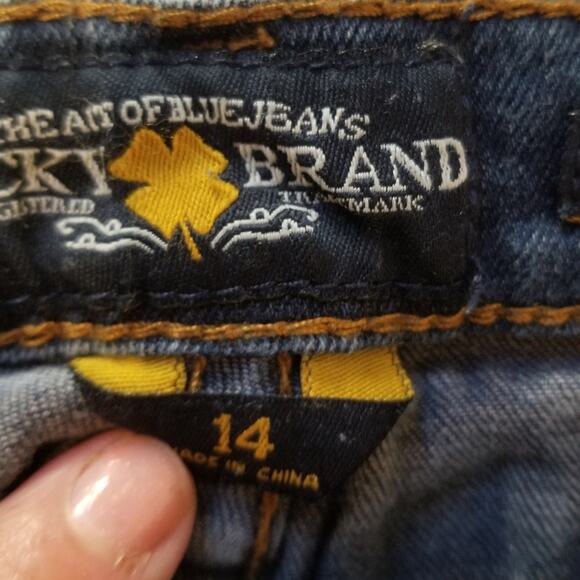 THE ART OF BLUE JEANS
CKY BRAND
GISTERED TRADEMARK
14
MADE IN CHINA